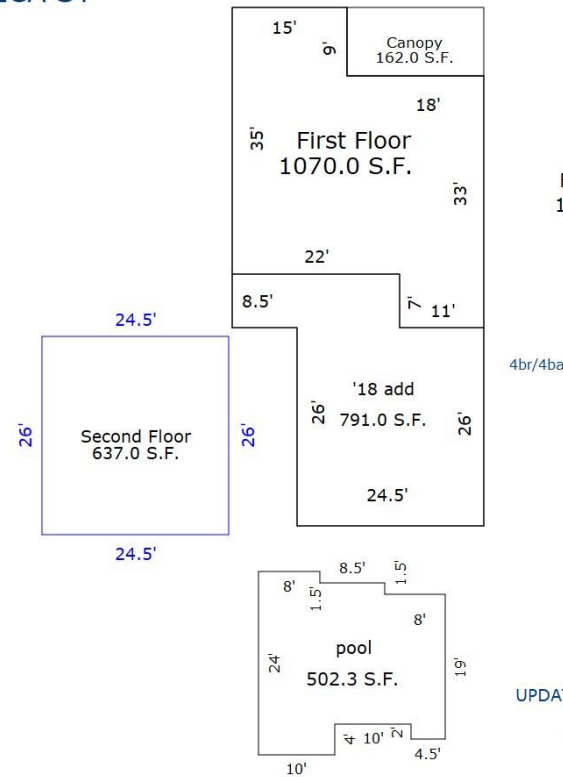 15'
9'
Canopy
162.0 S.F.
18'
35'
First Floor
1070.0 S.F.
33'
22'
8.5'
7'
11'
24.5'
26'
Second Floor
637.0 S.F.
26'
24.5'
4br/4ba
'18 add
791.0 S.F.
26'
26'
24.5'
8'
1.5'
8.5'
1.5'
8'
24'
pool
502.3 S.F.
19'
UPDAT
4'
10'
2'
4.5'
10'